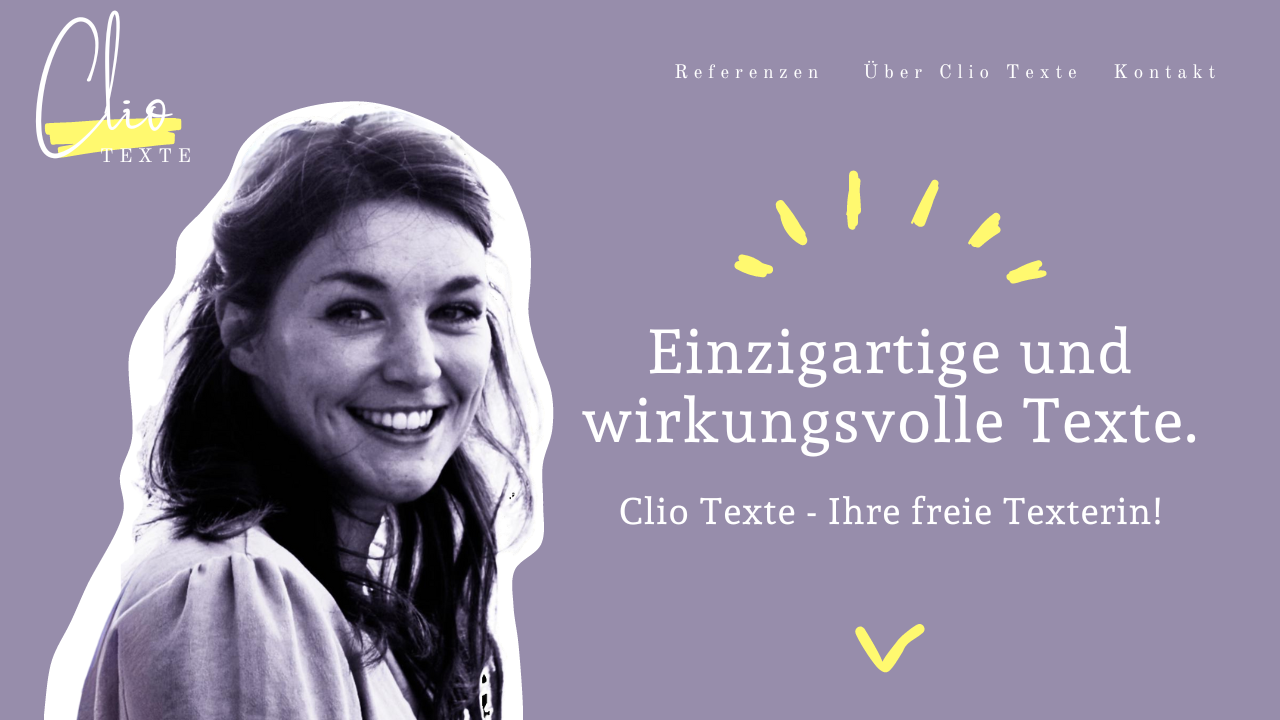 Clio
TEXTE
Referenzen Über Clio Texte Kontakt
Einzigartige und
wirkungsvolle Texte.
Clio Texte - Ihre freie Texterin!